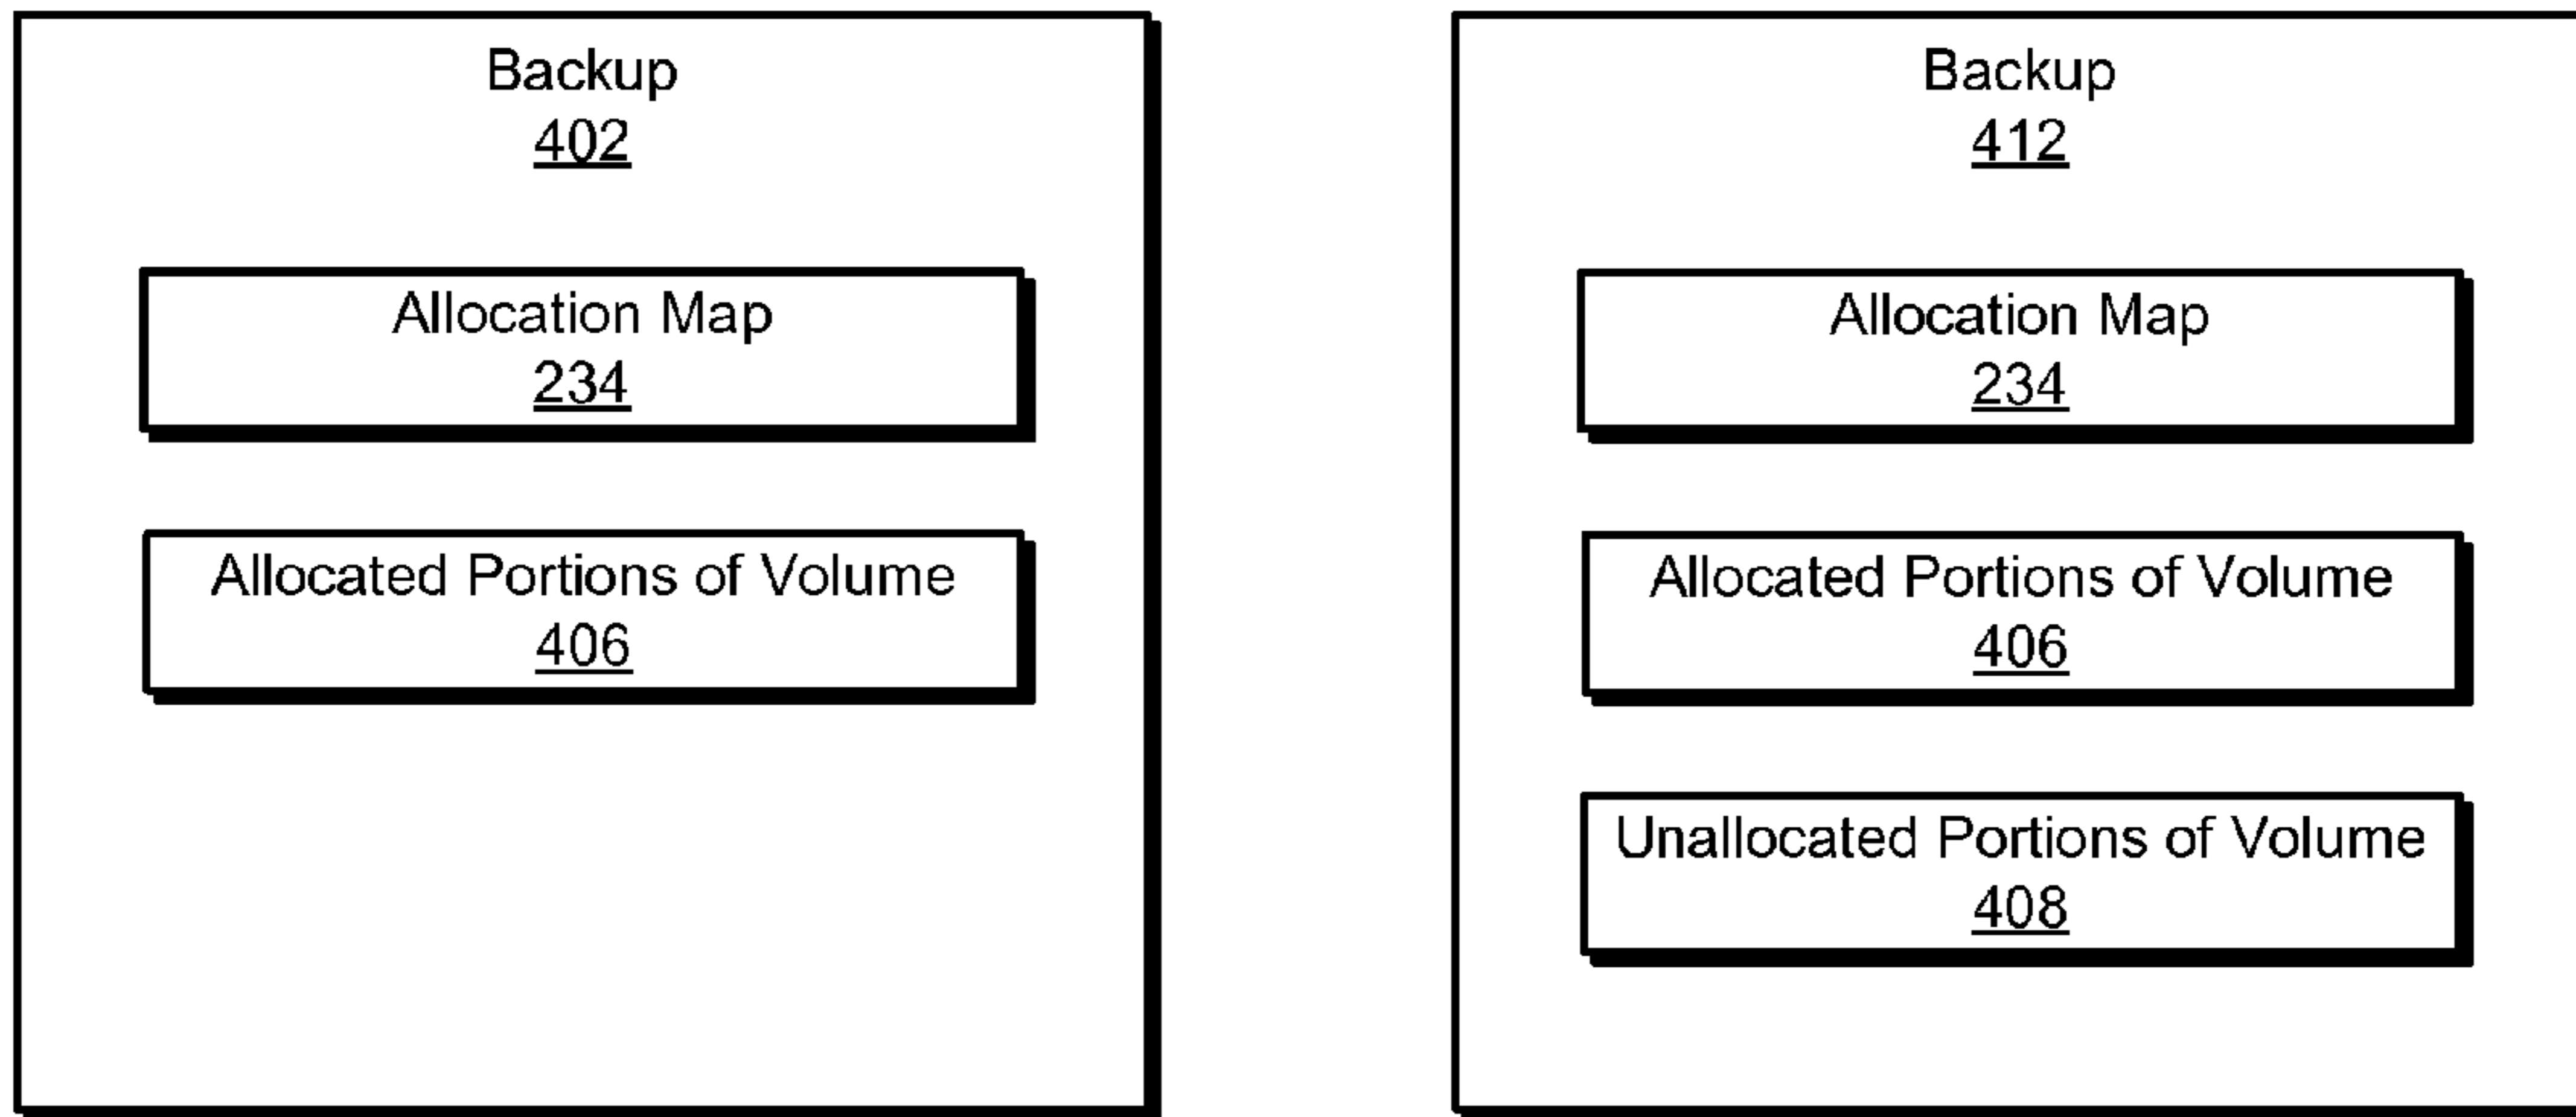 Backup
402
Allocation Map
234
Allocated Portions of Volume
406
Backup
412
Allocation Map
234
Allocated Portions of Volume
406
Unallocated Portions of Volume
408